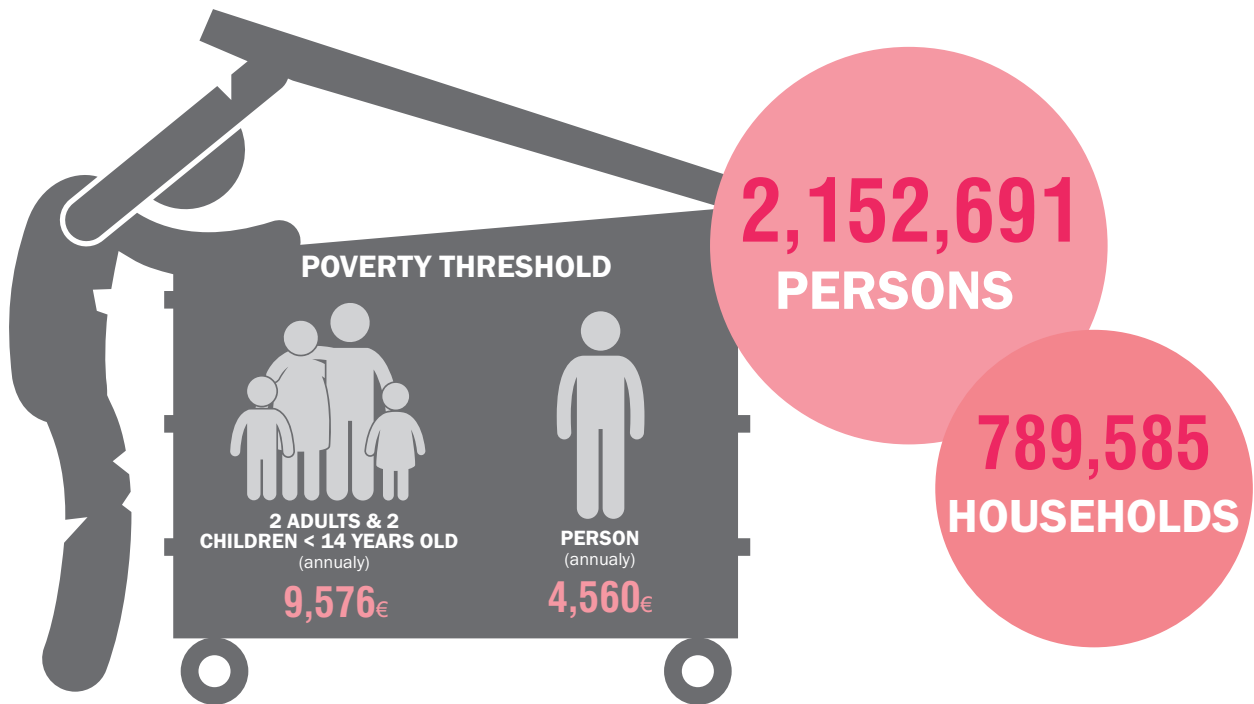 POVERTY THRESHOLD
2 ADULTS & 2
CHILDREN < 14 YEARS OLD
(annualy)
9,576€
PERSON
(annualy)
4,560€
2,152,691
PERSONS
789,585
HOUSEHOLDS